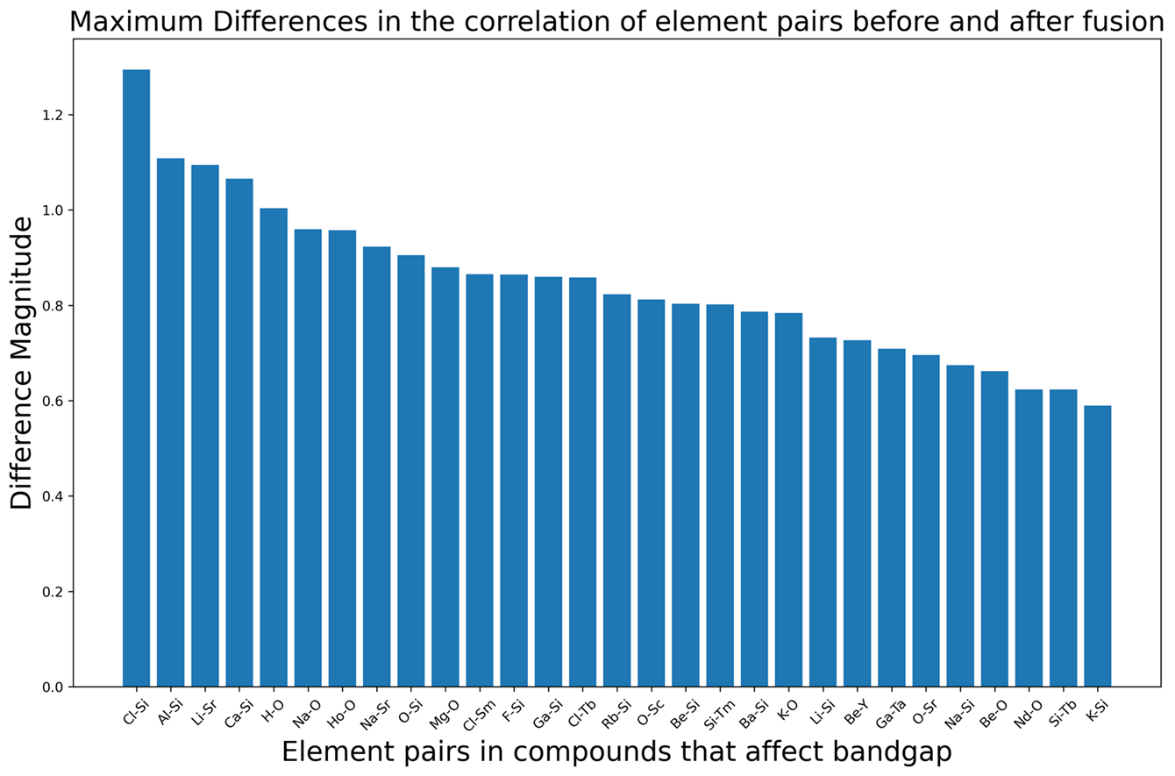 Maximum Differences in the correlation of element pairs before and after fusion
Difference Magnitude
1.2
1.0
0.8
0.6
0.4
0.2
0.0
Cl-Si Al-Si Li-Sr Ca-Si H-O Na-O Ho-O Na-Sr O-Si Mg-O Cl-Sm F-Si Ga-Si Cl-Tb Rb-Si O-Sc Be-Si Si-Tm Ba-Si K-O Li-Si Be-Y Ga-Ta O-Sr Na-Si Be-O Nd-O Si-Tb K-Si
Element pairs in compounds that affect bandgap